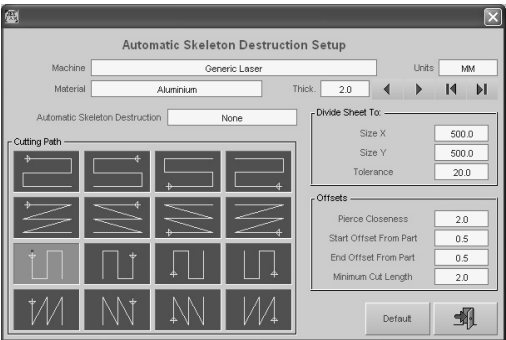 Automatic Skeleton Destruction Setup
Machine Generic Laser Units MM
Material Aluminium Thick. 2.0
Automatic Skeleton Destruction None
Cutting Path
Divide Sheet To:
Size X 500.0
Size Y 500.0
Tolerance 20.0
Offsets
Pierce Closeness 2.0
Start Offset From Part 0.5
End Offset From Part 0.5
Minimum Cut Length 2.0
Default